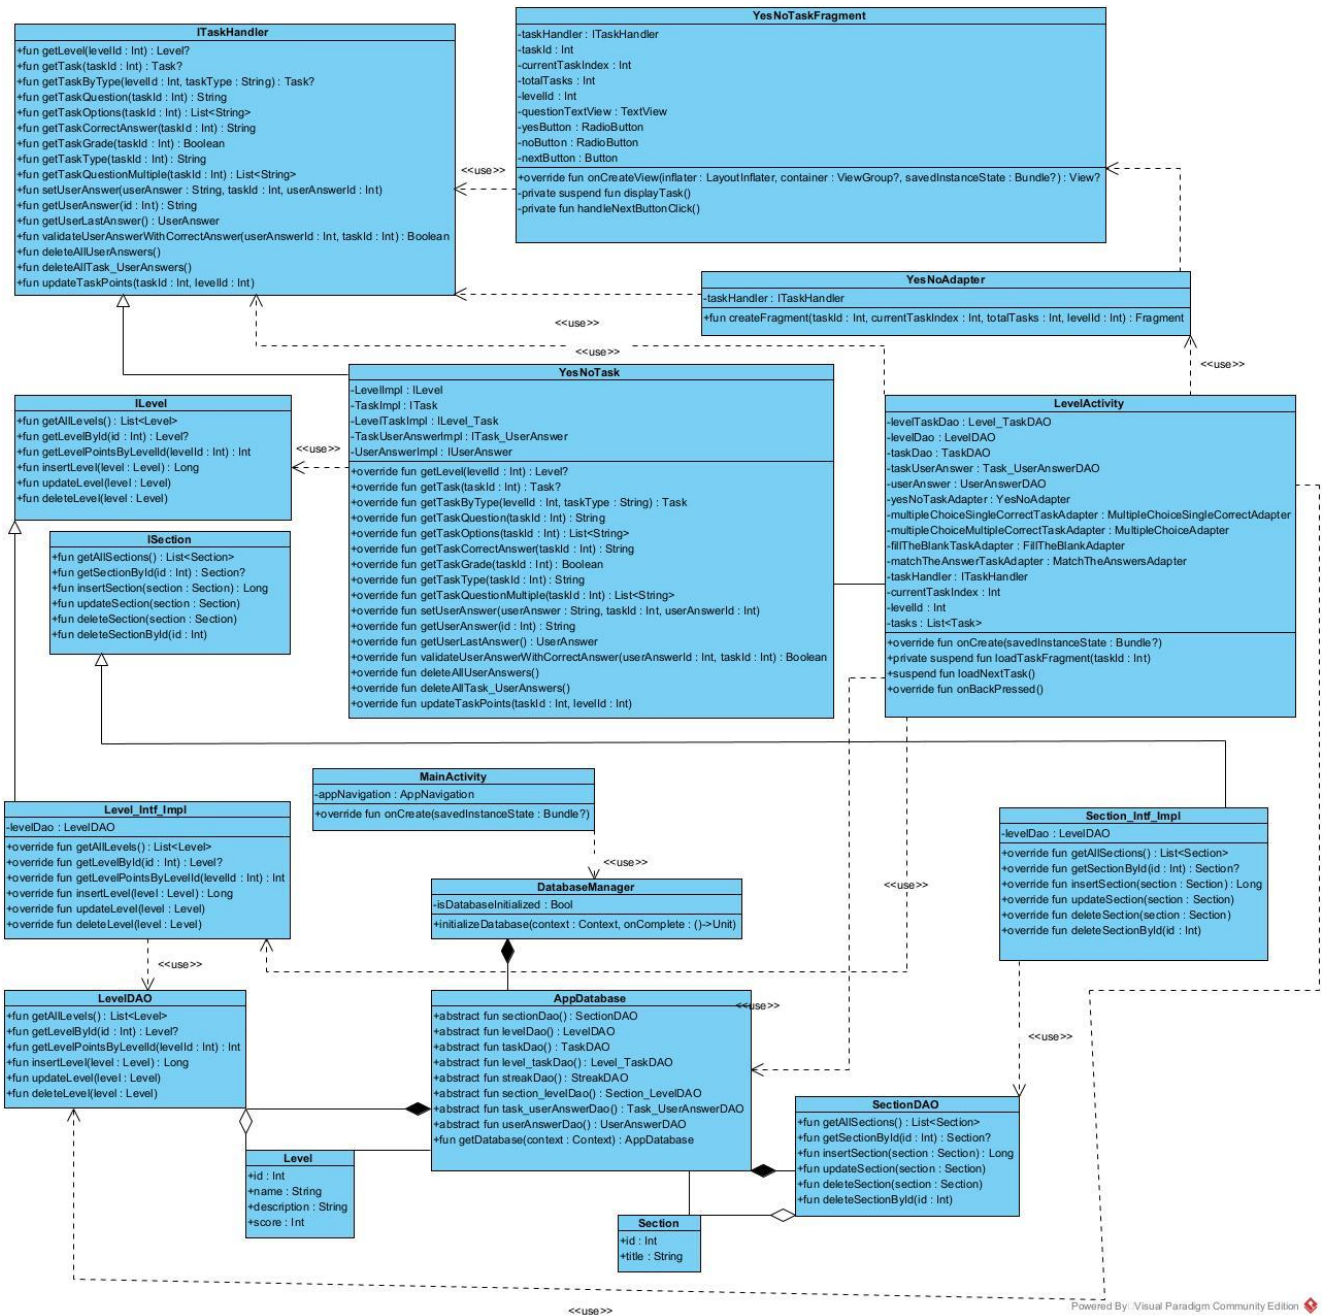 ITaskHandler
+fun getLevel(levelId : Int) : Level?
+fun getTask(taskId : Int) : Task?
+fun getTaskByType(levelId : Int, taskType : String) : Task?
+fun getTaskQuestion(taskId : Int) : String
+fun getTaskOptions(taskId : Int) : List<String>
+fun getTaskCorrectAnswer(taskId : Int) : String
+fun getTaskGrade(taskId : Int) : Boolean
+fun getTaskType(taskId : Int) : String
+fun getTaskQuestionMultiple(taskId : Int) : List<String>
+fun setUserAnswer(userAnswer : String, taskId : Int, userAnswerId : Int)
+fun getUserAnswer(id : Int) : String
+fun getUserLastAnswer() : UserAnswer
+fun validateUserAnswerWithCorrectAnswer(userAnswerId : Int, taskId : Int) : Boolean
+fun deleteAllUserAnswers()
+fun deleteAllTask_UserAnswers()
+fun updateTaskPoints(taskId : Int, levelId : Int)
<<use>>
YesNoTaskFragment
-taskHandler : ITaskHandler
-taskId : Int
-currentTaskIndex : Int
-totalTasks : Int
-levelId : Int
-questionTextView : TextView
-yesButton : RadioButton
-noButton : RadioButton
-nextButton : Button
+override fun onCreateView(inflater : LayoutInflater, container : ViewGroup?, savedInstanceState : Bundle?) : View?
-private suspend fun displayTask()
-private fun handleNextButtonClick()
YesNoAdapter
-taskHandler : ITaskHandler
+fun createFragment(taskId : Int, currentTaskIndex : Int, totalTasks : Int, levelId : Int) : Fragment
<<use>>
<<use>>
<<use>>
ILevel
+fun getAllLevels() : List<Level>
+fun getLevelById(id : Int) : Level?
+fun getLevelPointsByLevelId(levelId : Int) : Int
+fun insertLevel(level : Level) : Long
+fun updateLevel(level : Level)
+fun deleteLevel(level : Level)
<<use>>
YesNoTask
-LevelImpl : ILevel
-TaskImpl : ITask
-LevelTaskImpl : ILevel_Task
-TaskUserAnswerImpl : ITask_UserAnswer
-UserAnswerImpl : IUserAnswer
+override fun getLevel(levelId : Int) : Level?
+override fun getTask(taskId : Int) : Task?
+override fun getTaskByType(levelId : Int, taskType : String) : Task
+override fun getTaskQuestion(taskId : Int) : String
+override fun getTaskOptions(taskId : Int) : List<String>
+override fun getTaskCorrectAnswer(taskId : Int) : String
+override fun getTaskGrade(taskId : Int) : Boolean
+override fun getTaskType(taskId : Int) : String
+override fun getTaskQuestionMultiple(taskId : Int) : List<String>
+override fun setUserAnswer(userAnswer : String, taskId : Int, userAnswerId : Int)
+override fun getUserAnswer(id : Int) : String
+override fun getUserLastAnswer() : UserAnswer
+override fun validateUserAnswerWithCorrectAnswer(userAnswerId : Int, taskId : Int) : Boolean
+override fun deleteAllUserAnswers()
+override fun deleteAllTask_UserAnswers()
+override fun updateTaskPoints(taskId : Int, levelId : Int)
LevelActivity
-levelTaskDao : Level_TaskDAO
-levelDao : LevelDAO
-taskDao : TaskDAO
-taskUserAnswer : Task_UserAnswerDAO
-userAnswer : UserAnswerDAO
-yesNoTaskAdapter : YesNoAdapter
-multipleChoiceSingleCorrectTaskAdapter : MultipleChoiceSingleCorrectAdapter
-multipleChoiceMultipleCorrectTaskAdapter : MultipleChoiceAdapter
-fillTheBlankTaskAdapter : FillTheBlankAdapter
-matchTheAnswerTaskAdapter : MatchTheAnswersAdapter
-taskHandler : ITaskHandler
-currentTaskIndex : Int
-levelId : Int
-tasks : List<Task>
+override fun onCreate(savedInstanceState : Bundle?)
+private suspend fun loadTaskFragment(taskId : Int)
+suspend fun loadNextTask()
+override fun onBackPressed()
ISection
+fun getAllSections() : List<Section>
+fun getSectionById(id : Int) : Section?
+fun insertSection(section : Section) : Long
+fun updateSection(section : Section)
+fun deleteSection(section : Section)
+fun deleteSectionById(id : Int)
MainActivity
-appNavigation : AppNavigation
+override fun onCreate(savedInstanceState : Bundle?)
<<use>>
Level_Intf_Impl
-levelDao : LevelDAO
+override fun getAllLevels() : List<Level>
+override fun getLevelById(id : Int) : Level?
+override fun getLevelPointsByLevelId(levelId : Int) : Int
+override fun insertLevel(level : Level) : Long
+override fun updateLevel(level : Level)
+override fun deleteLevel(level : Level)
<<use>>
DatabaseManager
-isDatabaseInitialized : Bool
+initializeDatabase(context : Context, onComplete : ()->Unit)
<<use>>
Section_Intf_Impl
-levelDao : LevelDAO
+override fun getAllSections() : List<Section>
+override fun getSectionById(id : Int) : Section?
+override fun insertSection(section : Section) : Long
+override fun updateSection(section : Section)
+override fun deleteSection(section : Section)
+override fun deleteSectionById(id : Int)
LevelDAO
+fun getAllLevels() : List<Level>
+fun getLevelById(id : Int) : Level?
+fun getLevelPointsByLevelId(levelId : Int) : Int
+fun insertLevel(level : Level) : Long
+fun updateLevel(level : Level)
+fun deleteLevel(level : Level)
AppDatabase
+abstract fun sectionDao() : SectionDAO
+abstract fun levelDao() : LevelDAO
+abstract fun taskDao() : TaskDAO
+abstract fun level_taskDao() : Level_TaskDAO
+abstract fun streakDao() : StreakDAO
+abstract fun section_levelDao() : Section_LevelDAO
+abstract fun task_userAnswerDao() : Task_UserAnswerDAO
+abstract fun userAnswerDao() : UserAnswerDAO
+fun getDatabase(context : Context) : AppDatabase
<<use>>
<<use>>
SectionDAO
+fun getAllSections() : List<Section>
+fun getSectionById(id : Int) : Section?
+fun insertSection(section : Section) : Long
+fun updateSection(section : Section)
+fun deleteSection(section : Section)
+fun deleteSectionById(id : Int)
Level
+id : Int
+name : String
+description : String
+score : Int
Section
+id : Int
+title : String
<<use>>
Powered By: Visual Paradigm Community Edition